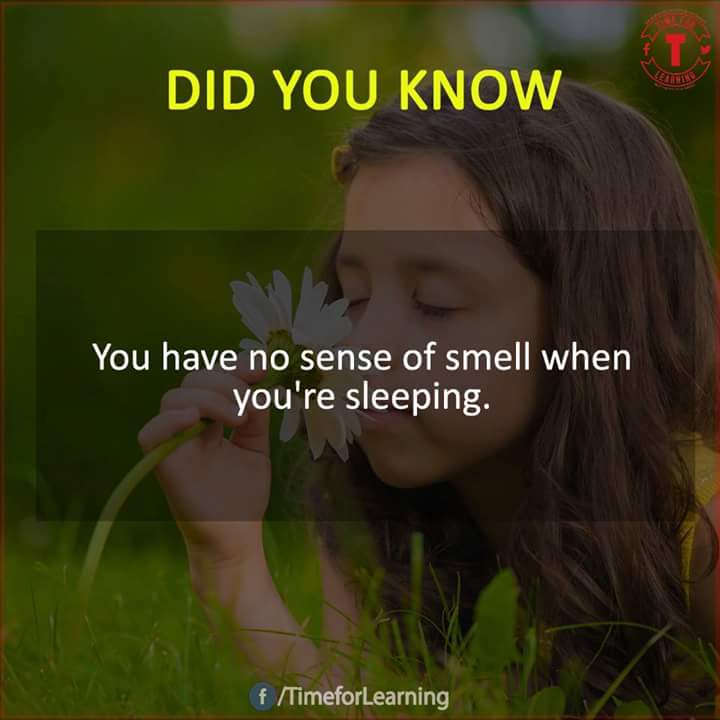 TIME FOR
T
LEARNING
DID YOU KNOW
You have no sense of smell when
you're sleeping.
f /TimeforLearning